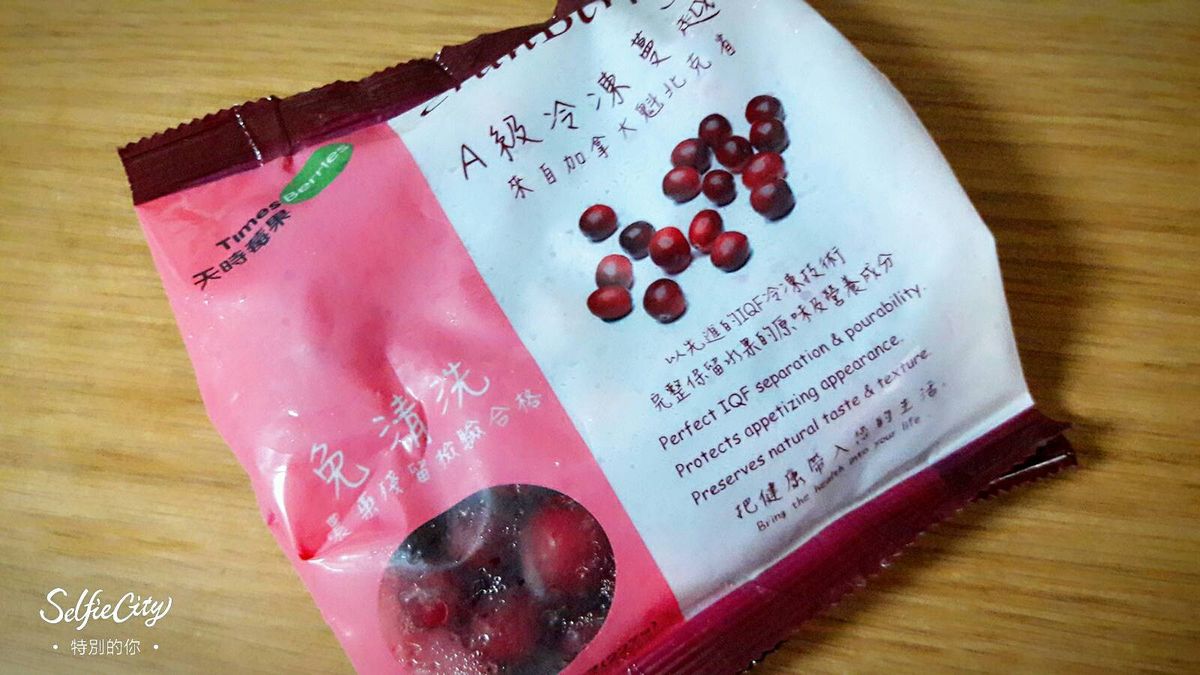 A級冷凍蔓越
來自加拿大魁北克省
Times Berries
天時莓果
以先進的IQF冷凍技術
完整保留水果的原味及營養成分
Perfect IQF separation & pourability.
Protects appetizing appearance.
Preserves natural taste & texture.
把健康帶入您的生活.
Bring the health into your life
免清洗
農藥殘留檢驗合格
SelfieCity
• 特別的你 •